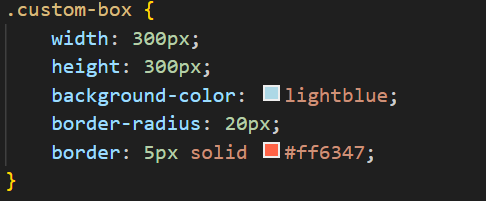 .custom-box {
    width: 300px;
    height: 300px;
    background-color: lightblue;
    border-radius: 20px;
    border: 5px solid #ff6347;
}